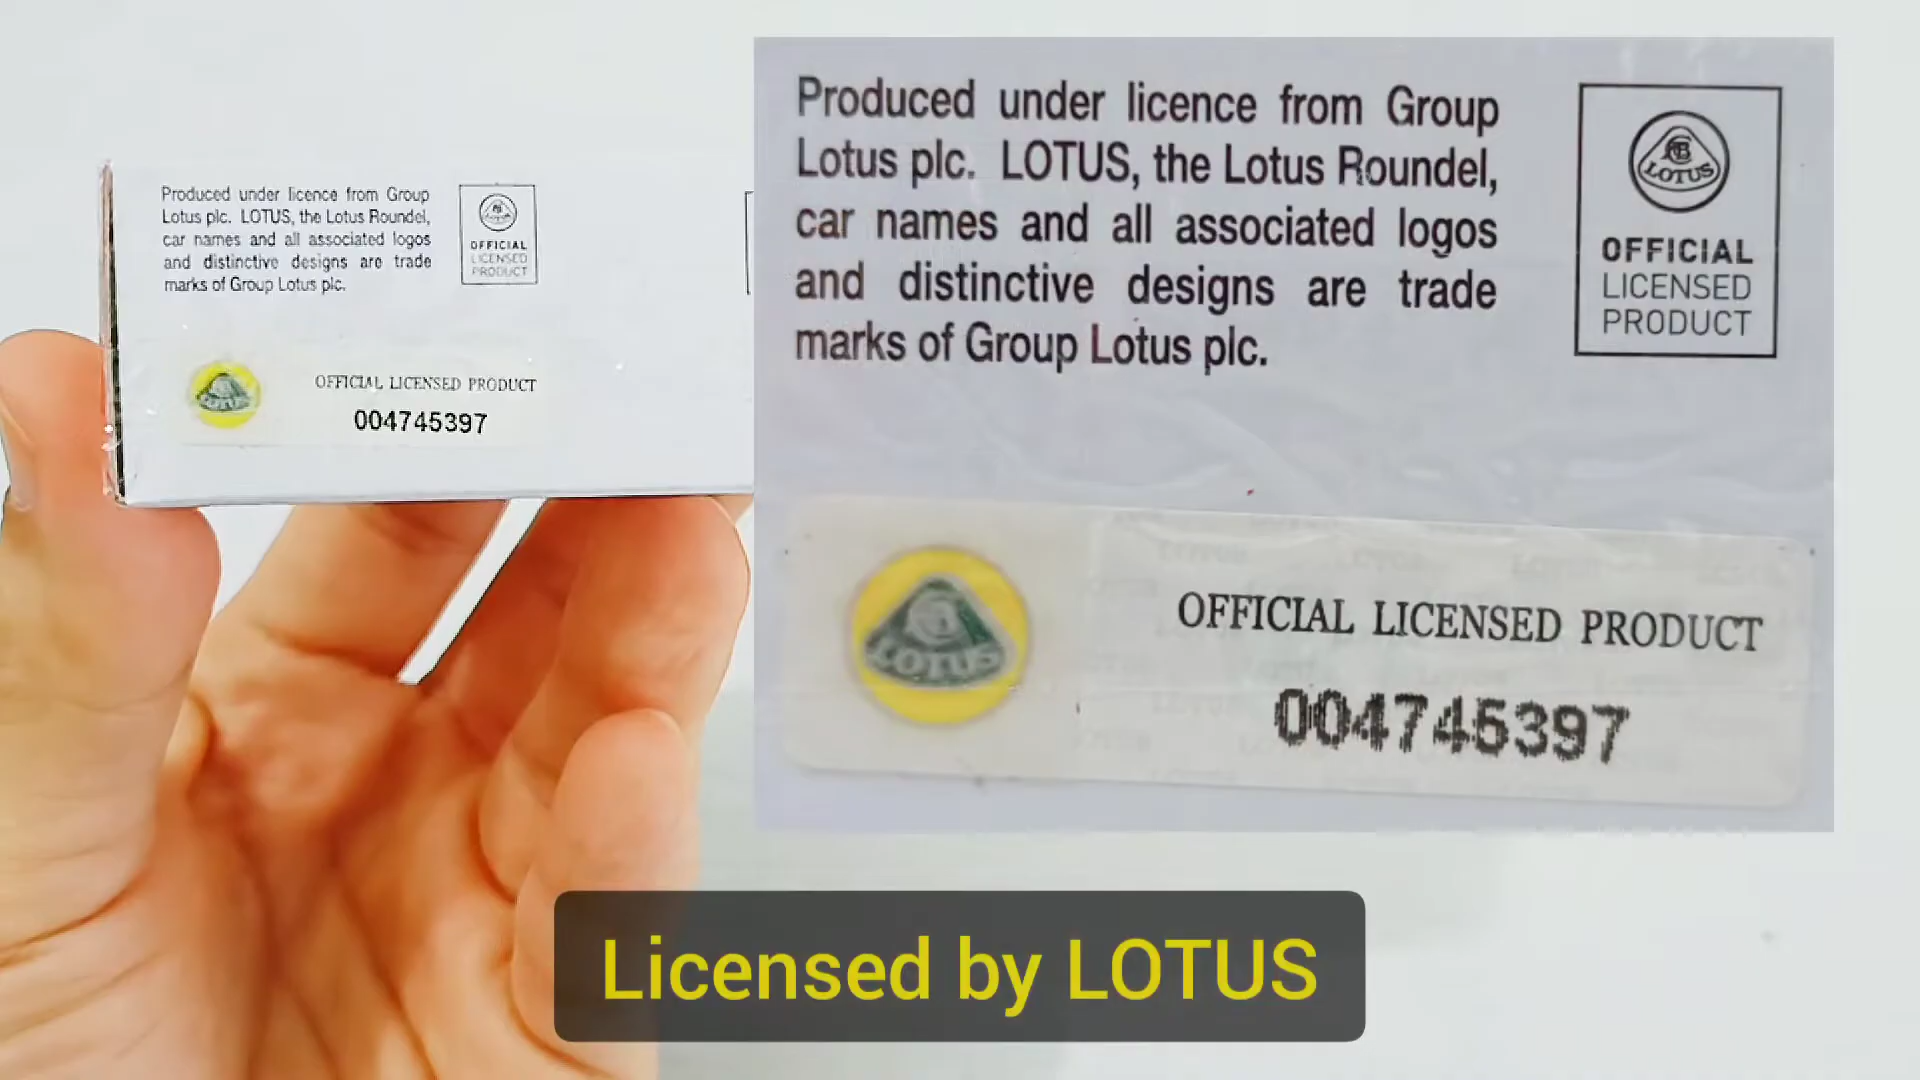 Produced under licence from Group
Lotus plc. LOTUS, the Lotus Roundel,
car names and all associated logos
and distinctive designs are trade
marks of Group Lotus plc.
LOTUS
OFFICIAL
LICENSED
PRODUCT
LOTUS
OFFICIAL LICENSED PRODUCT
004745397
Produced under licence from Group
Lotus plc. LOTUS, the Lotus Roundel,
car names and all associated logos
and distinctive designs are trade
marks of Group Lotus plc.
LOTUS
OFFICIAL
LICENSED
PRODUCT
LOTUS
OFFICIAL LICENSED PRODUCT
004745397
Licensed by LOTUS